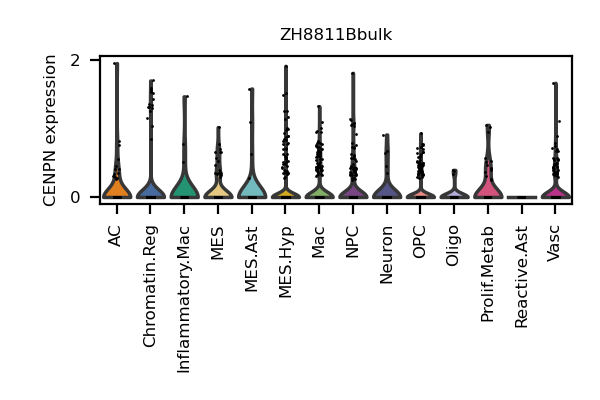 ZH8811Bbulk
CENPN expression
2
0
AC
Chromatin.Reg
Inflammatory.Mac
MES
MES.Ast
MES.Hyp
Mac
NPC
Neuron
OPC
Oligo
Prolif.Metab
Reactive.Ast
Vasc